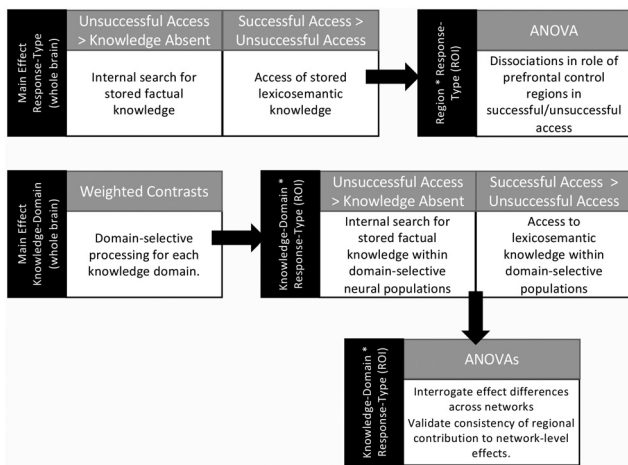 Main Effect
Response-Type
(whole brain)
Unsuccessful Access
> Knowledge Absent
Successful Access >
Unsuccessful Access
Internal search for
stored factual
knowledge
Access of stored
lexicosemantic
knowledge
Region * Response-
Type (ROI)
ANOVA
Dissociations in role of
prefrontal control
regions in
successful/unsuccessful
access
Main Effect
Knowledge-Domain
(whole brain)
Weighted Contrasts
Domain-selective
processing for each
knowledge domain.
Knowledge-Domain *
Response-Type (ROI)
Unsuccessful Access
> Knowledge Absent
Successful Access >
Unsuccessful Access
Internal search for
stored factual
knowledge within
domain-selective
neural populations
Access to
lexicosemantic
knowledge within
domain-selective
populations
Knowledge-Domain *
Response-Type (ROI)
ANOVAs
Interrogate effect differences
across networks
Validate consistency of regional
contribution to network-level
effects.